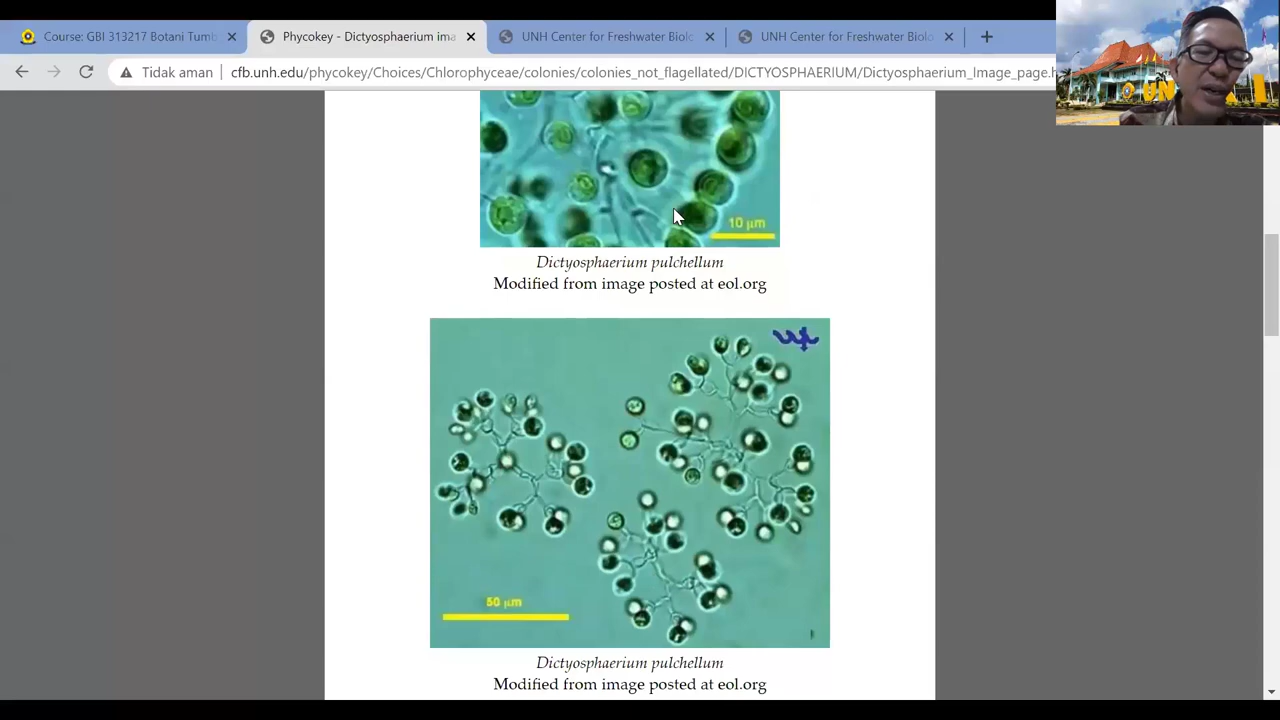 Course: GBI 313217 Botani Tumb
Phycokey - Dictyosphaerium ima
UNH Center for Freshwater Biolo
UNH Center for Freshwater Biolo
Tidak aman
cfb.unh.edu/phycokey/Choices/Chlorophyceae/colonies/colonies_not_flagellated/DICTYOSPHAERIUM/Dictyosphaerium_Image_page.h
UN
10 µm
Dictyosphaerium pulchellum
Modified from image posted at eol.org
50 µm
Dictyosphaerium pulchellum
Modified from image posted at eol.org